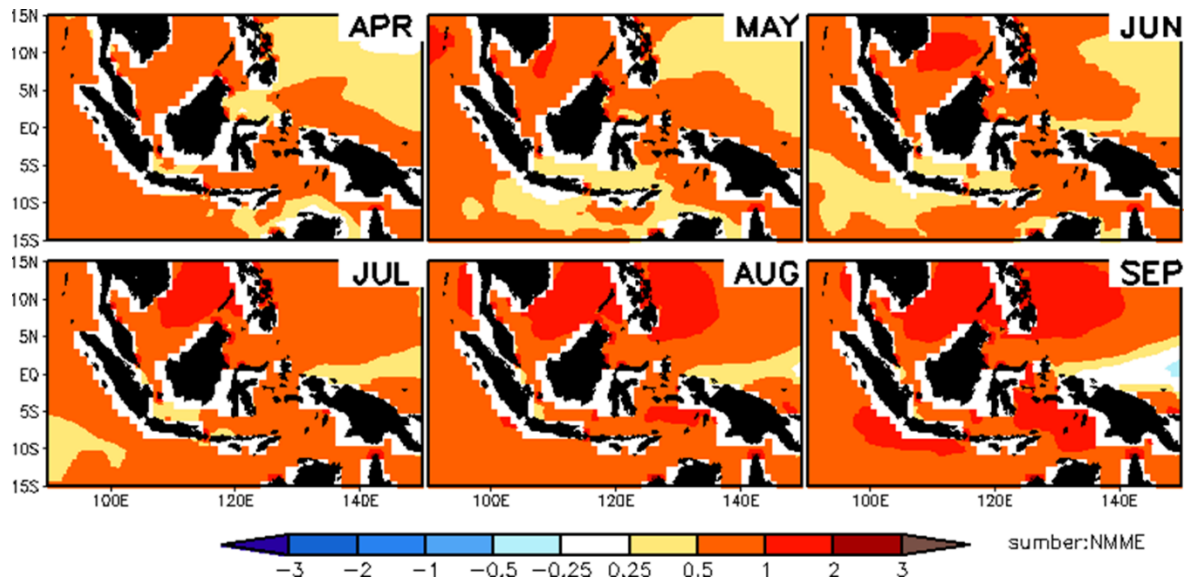 APR
MAY
JUN
15N
10N
5N
EQ
5S
10S
15S
JUL
AUG
SEP
15N
10N
5N
EQ
5S
10S
15S
100E 120E 140E 100E 120E 140E 100E 120E 140E
-3 -2 -1 -0.5 -0.25 0.25 0.5 1 2 3
sumber:NMME